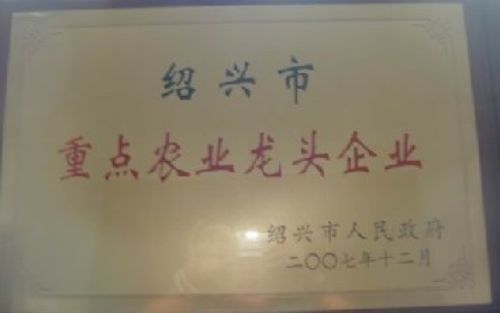 绍兴市
重点农业龙头企业
绍兴市人民政府
二〇〇七年十二月